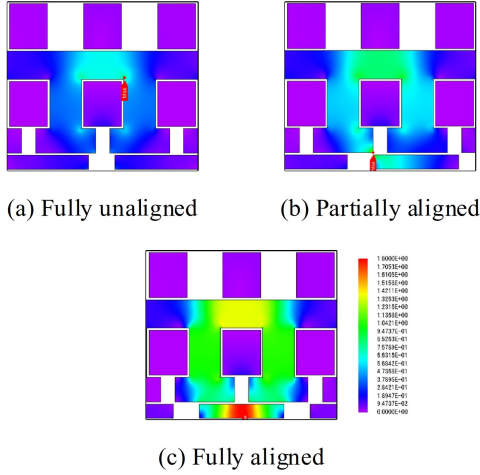 (a) Fully unaligned
(b) Partially aligned
1.8000E+00
1.7053E+00
1.6105E+00
1.5158E+00
1.4211E+00
1.3263E+00
1.2316E+00
1.1368E+00
1.0421E+00
9.4737E-01
8.5263E-01
7.5789E-01
6.6316E-01
5.6842E-01
4.7368E-01
3.7895E-01
2.8421E-01
1.8947E-01
9.4737E-02
0.0000E+00
(c) Fully aligned